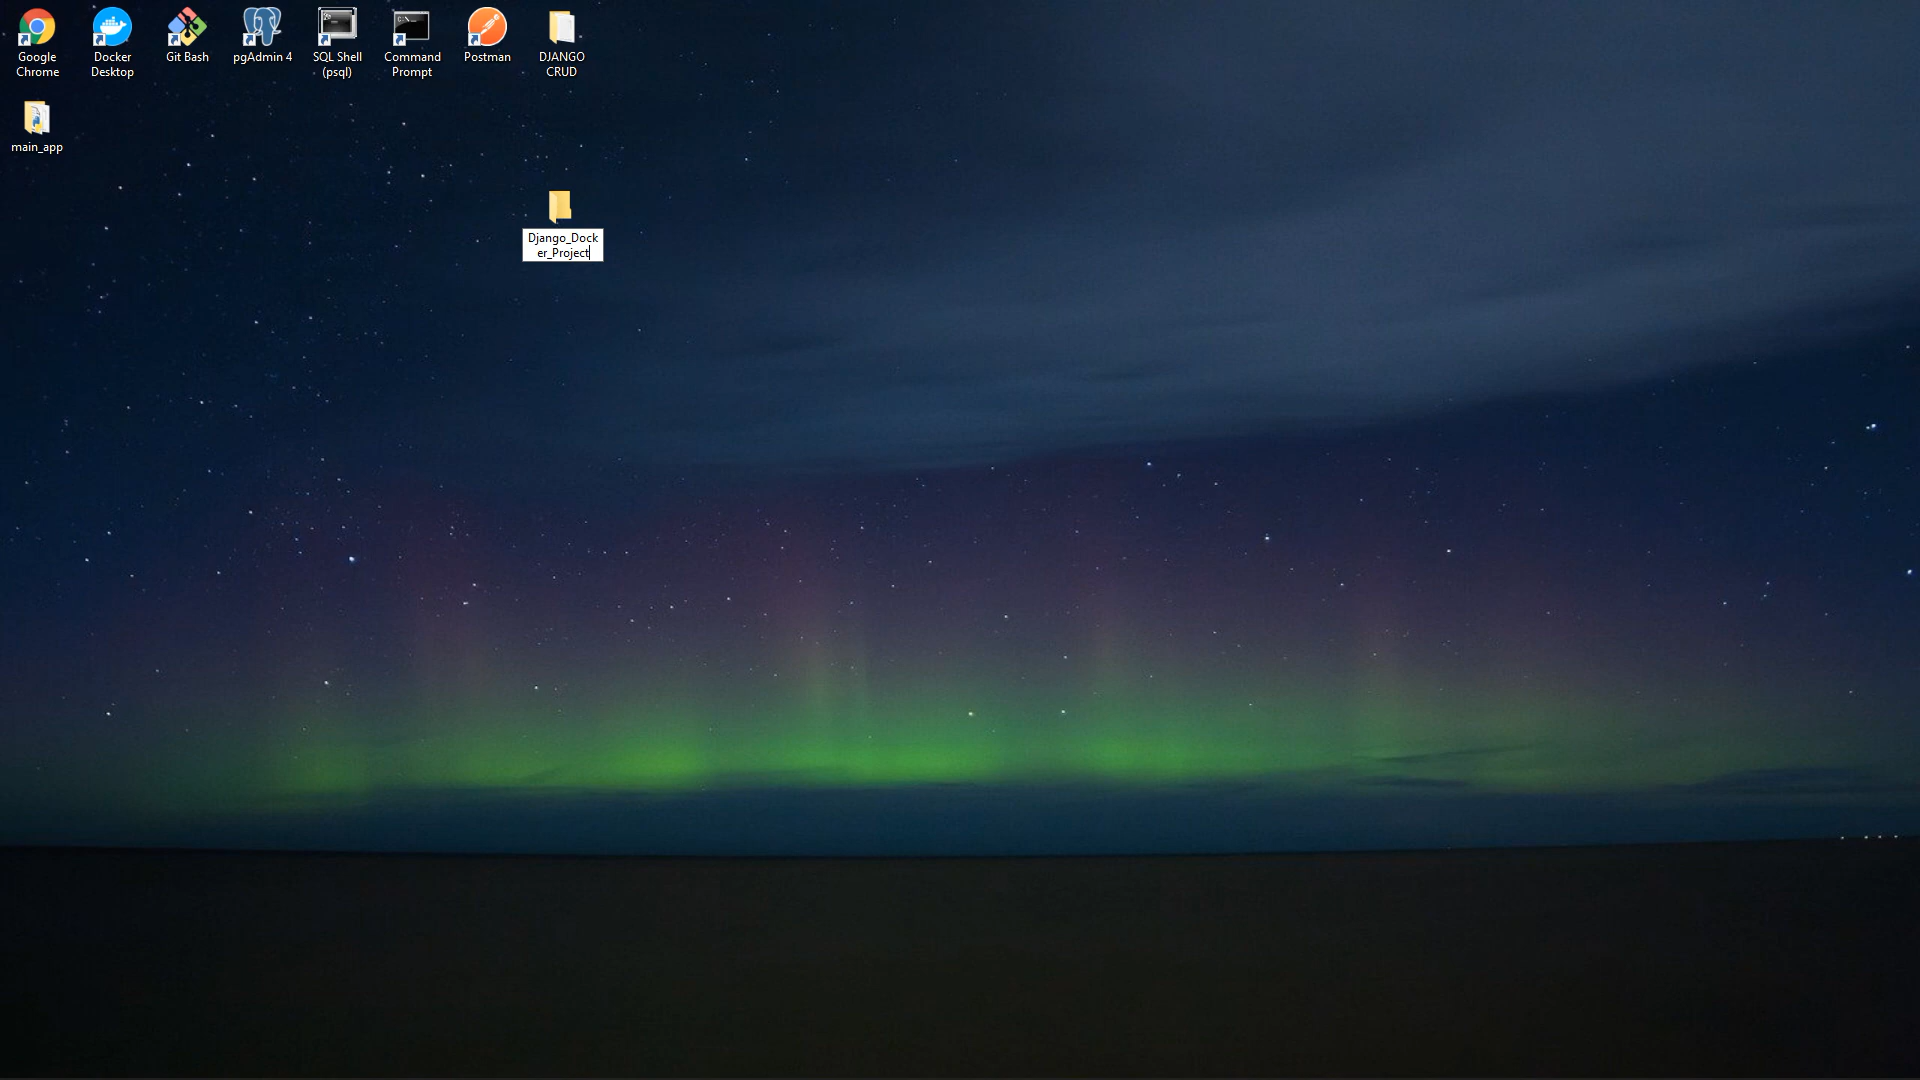 Google
Chrome
Docker
Desktop
Git Bash
pgAdmin 4
SQL Shell
(psql)
Command
Prompt
Postman
DJANGO
CRUD
main_app
Django_Dock
er_Project